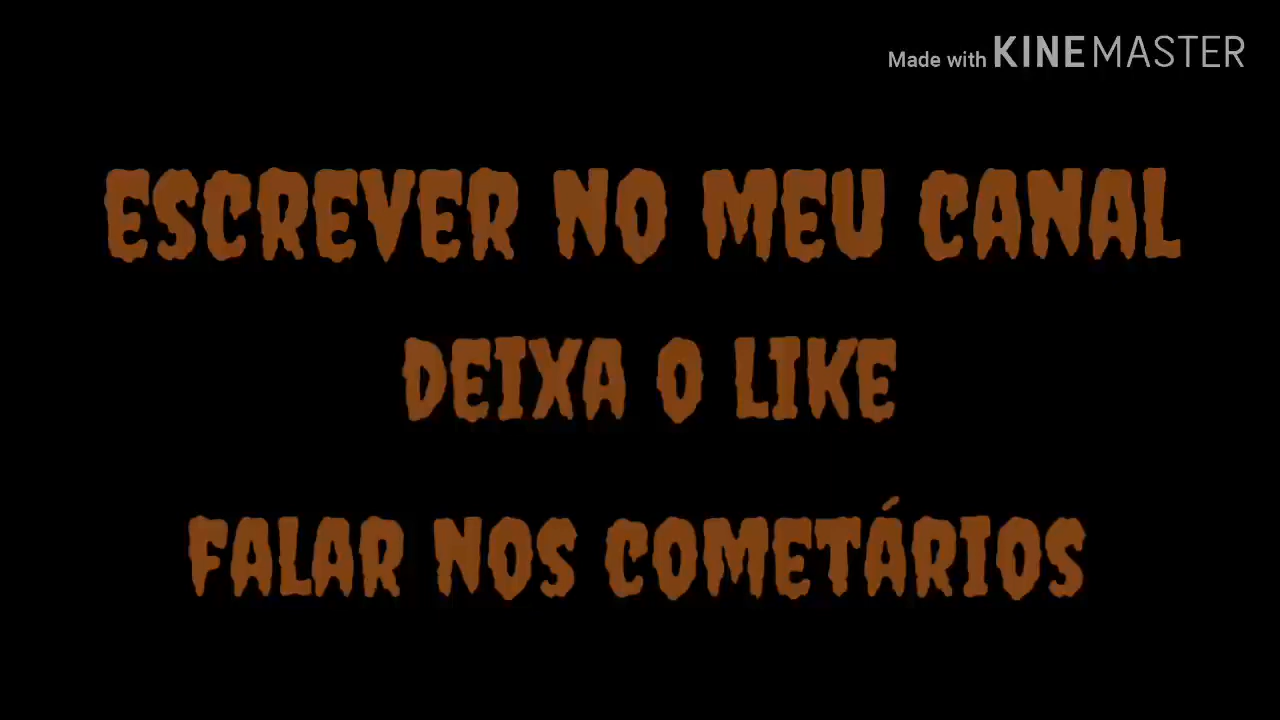 Made with KINEMASTER
ESCREVER NO MEU CANAL
DEIXA O LIKE
FALAR NOS COMETÁRIOS